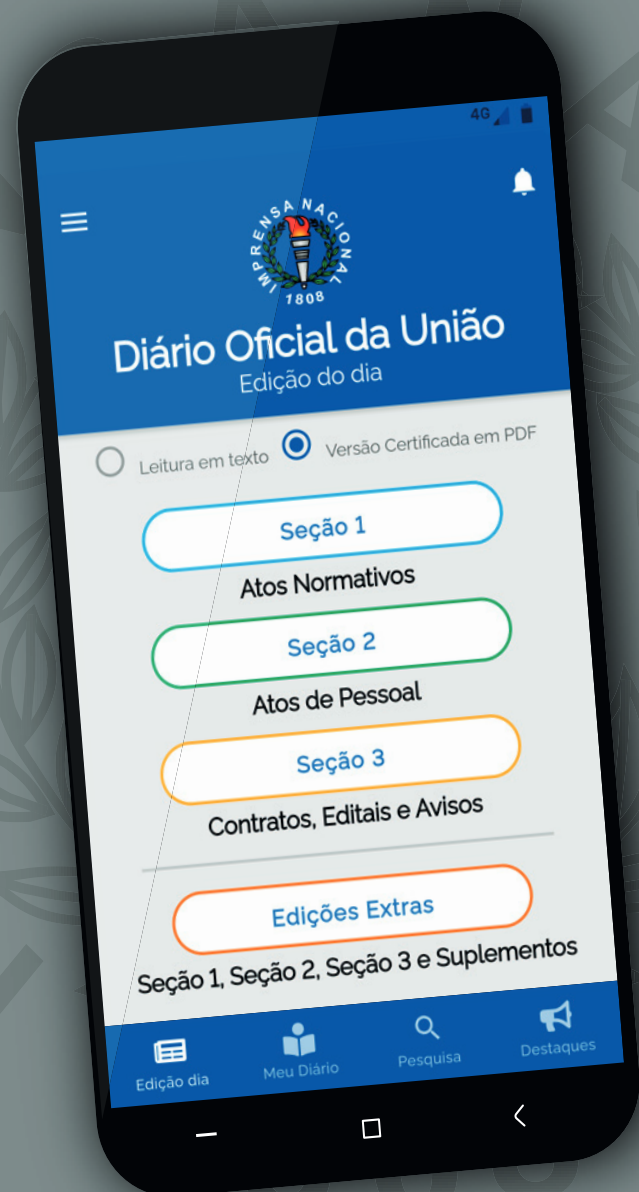 4G
IMPRENSA NACIONAL
1808
Diário Oficial da União
Edição do dia
Leitura em texto Versão Certificada em PDF
Seção 1
Atos Normativos
Seção 2
Atos de Pessoal
Seção 3
Contratos, Editais e Avisos
Edições Extras
Seção 1, Seção 2, Seção 3 e Suplementos
Edição dia Meu Diário Pesquisa Destaques